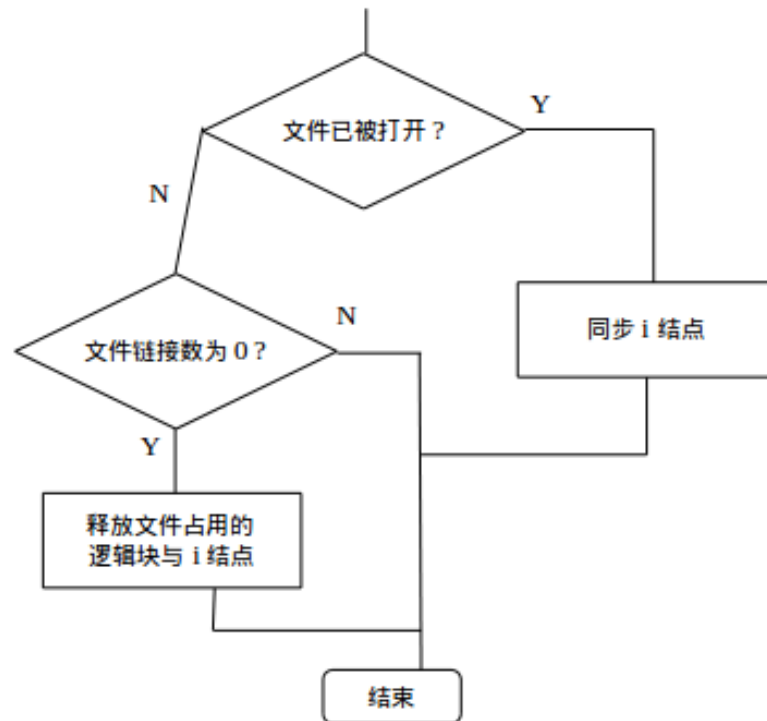 文件已被打开？
Y
N
同步 i 结点
文件链接数为 0？
N
Y
释放文件占用的
逻辑块与 i 结点
结束